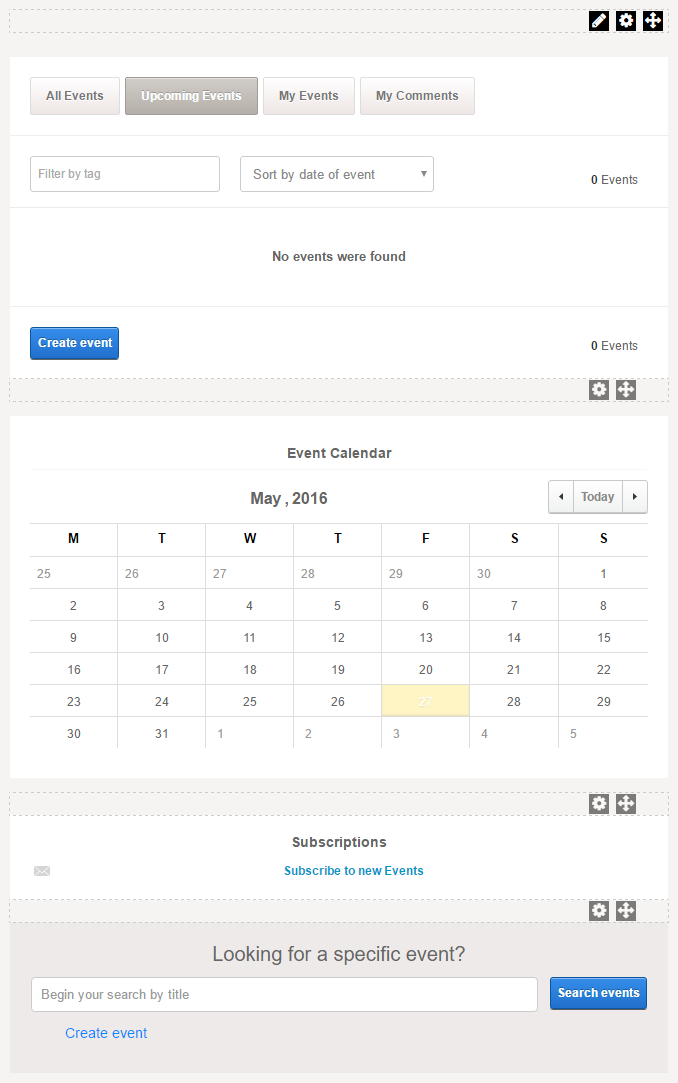 All Events Upcoming Events My Events My Comments
Filter by tag Sort by date of event 0 Events
No events were found
Create event 0 Events
Event Calendar
May , 2016 Today
M T W T F S S
25 26 27 28 29 30 1
2 3 4 5 6 7 8
9 10 11 12 13 14 15
16 17 18 19 20 21 22
23 24 25 26 27 28 29
30 31 1 2 3 4 5
Subscriptions
Subscribe to new Events
Looking for a specific event?
Begin your search by title Search events
Create event